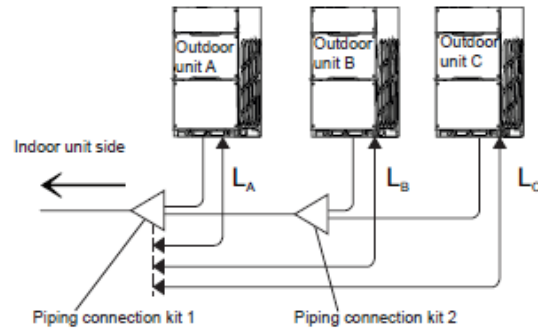 Outdoor
unit A
Outdoor
unit B
Outdoor
unit C
Indoor unit side
LA
LB
LC
Piping connection kit 1
Piping connection kit 2